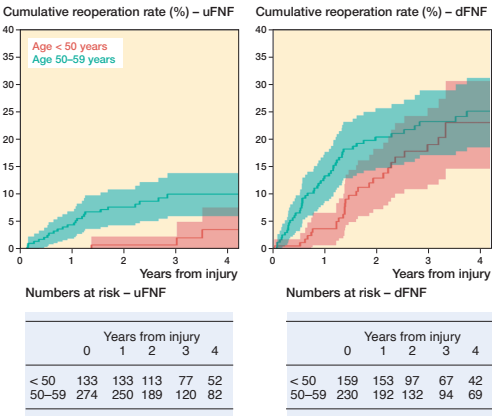 Cumulative reoperation rate (%) – uFNF
40
35
30
25
20
15
10
5
0
Age < 50 years
Age 50–59 years
0 1 2 3 4
Years from injury
Cumulative reoperation rate (%) – dFNF
40
35
30
25
20
15
10
5
0
0 1 2 3 4
Years from injury
Numbers at risk – uFNF
Years from injury
0 1 2 3 4
< 50 133 133 113 77 52
50–59 274 250 189 120 82
Numbers at risk – dFNF
Years from injury
0 1 2 3 4
< 50 159 153 97 67 42
50–59 230 192 132 94 69